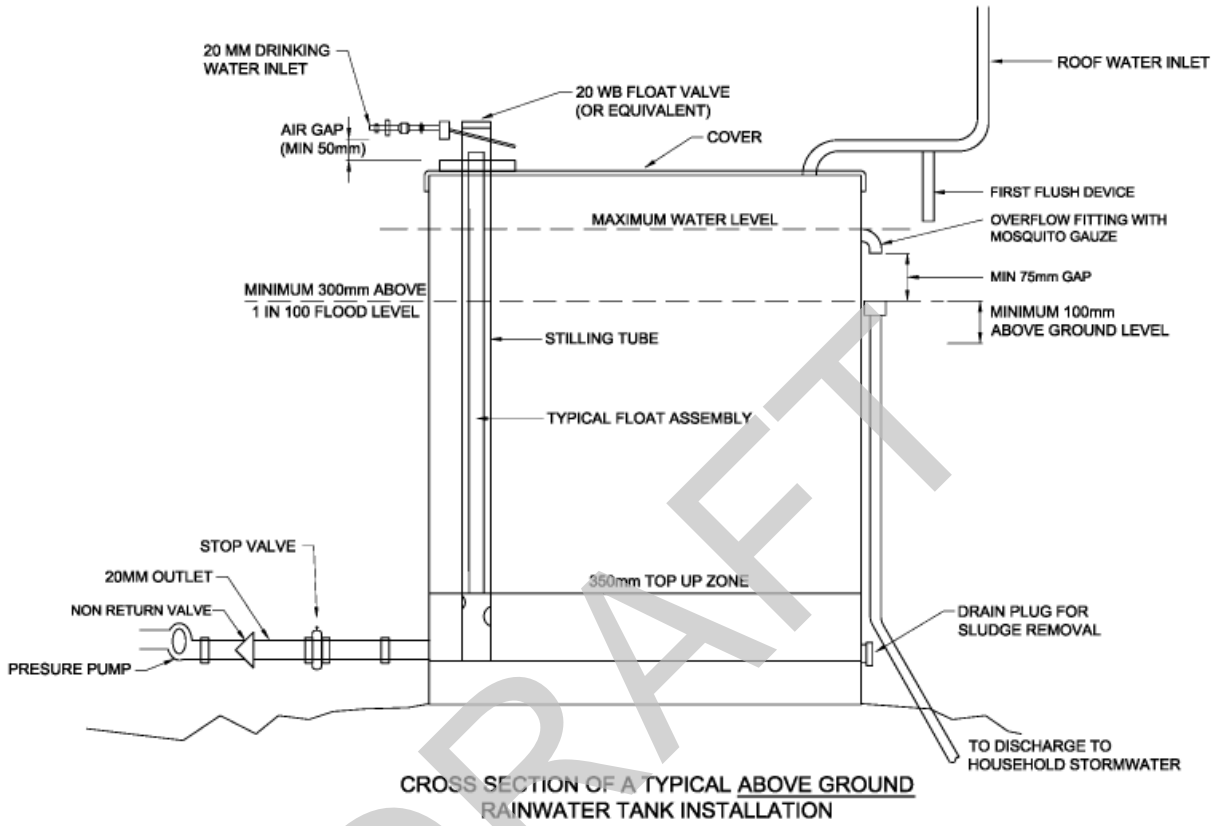 20 MM DRINKING
WATER INLET
ROOF WATER INLET
20 WB FLOAT VALVE
(OR EQUIVALENT)
AIR GAP
(MIN 50mm)
COVER
FIRST FLUSH DEVICE
MAXIMUM WATER LEVEL
OVERFLOW FITTING WITH
MOSQUITO GAUZE
MIN 75mm GAP
MINIMUM 300mm ABOVE
1 IN 100 FLOOD LEVEL
MINIMUM 100mm
ABOVE GROUND LEVEL
STILLING TUBE
TYPICAL FLOAT ASSEMBLY
STOP VALVE
20MM OUTLET
NON RETURN VALVE
PRESURE PUMP
350mm TOP UP ZONE
DRAIN PLUG FOR
SLUDGE REMOVAL
TO DISCHARGE TO
HOUSEHOLD STORMWATER
CROSS SECTION OF A TYPICAL ABOVE GROUND
RAINWATER TANK INSTALLATION
DRAFT